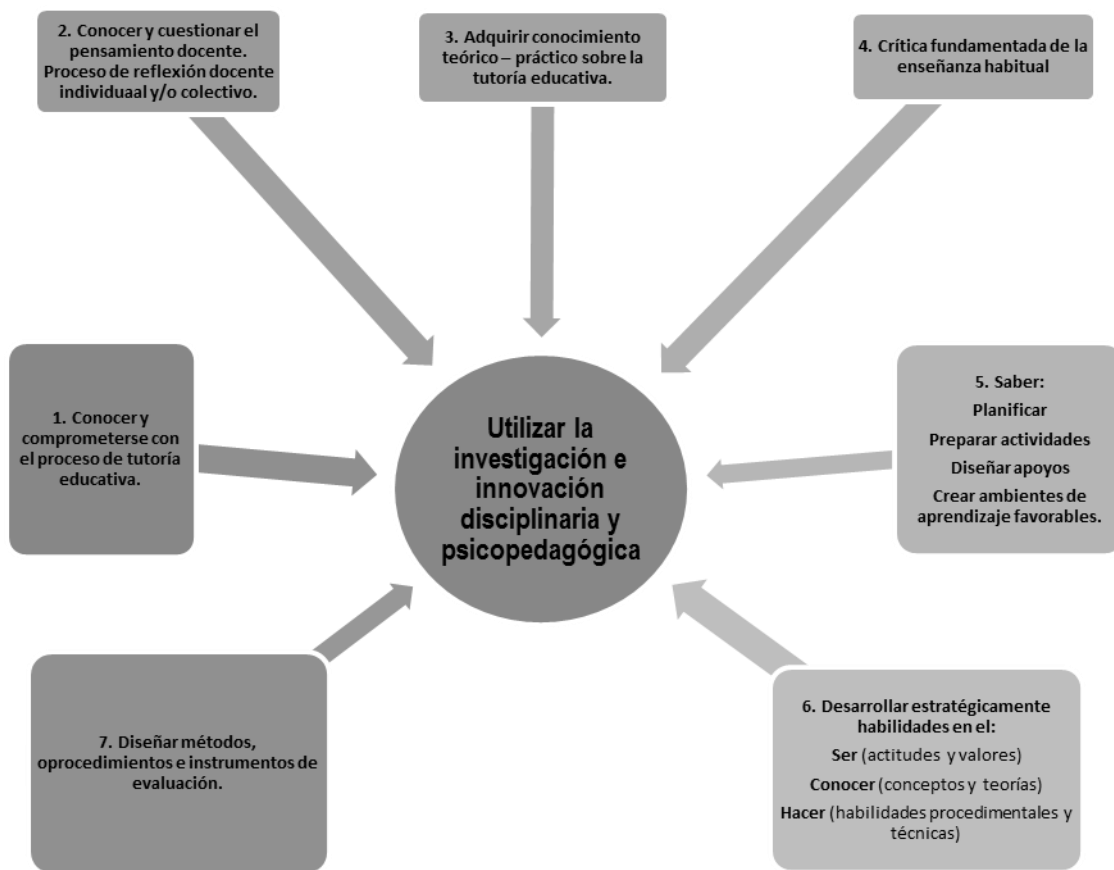 2. Conocer y cuestionar el
pensamiento docente.
Proceso de reflexión docente
individuaal y/o colectivo.
3. Adquirir conocimiento
teórico – práctico sobre la
tutoría educativa.
4. Crítica fundamentada de la
enseñanza habitual
1. Conocer y
comprometerse con
el proceso de tutoría
educativa.
Utilizar la
investigación e
innovación
disciplinaria y
psicopedagógica
5. Saber:
Planificar
Preparar actividades
Diseñar apoyos
Crear ambientes de
aprendizaje favorables.
6. Desarrollar estratégicamente
habilidades en el:
Ser (actitudes y valores)
Conocer (conceptos y teorías)
Hacer (habilidades procedimentales y
técnicas)
7. Diseñar métodos,
oprocedimientos e instrumentos de
evaluación.